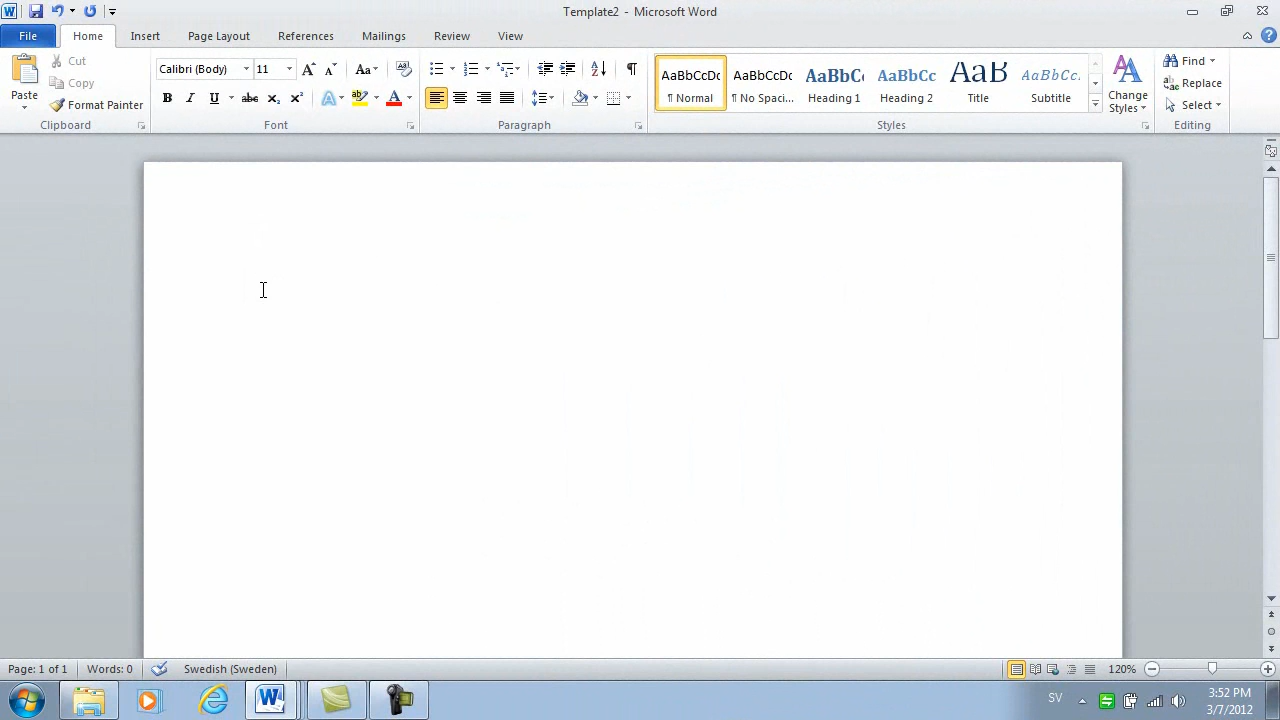 Template2 - Microsoft Word
File Home Insert Page Layout References Mailings Review View
Paste
Cut
Copy
Format Painter
Clipboard
Calibri (Body) 11
Font
Paragraph
AaBbCcDc AaBbCcDc AaBbC AaBbCc AaB AaBbCc.
¶ Normal ¶ No Spaci... Heading 1 Heading 2 Title Subtitle
Change
Styles
Styles
Find
Replace
Select
Editing
Page: 1 of 1 Words: 0 Swedish (Sweden) 120%
SV
3:52 PM
3/7/2012